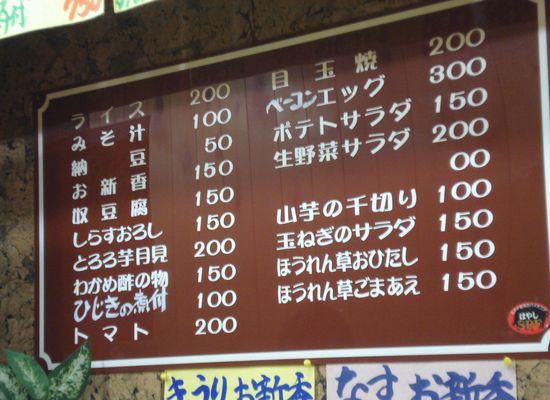 ライス 200
みそ汁 100
納豆 50
お新香 150
奴豆腐 150
しらすおろし 150
とろろ芋月見 200
わかめ酢の物 150
ひじきの煮付 100
トマト 200
目玉焼 200
ベーコンエッグ 300
ポテトサラダ 150
生野菜サラダ 200
00
山芋の千切り 100
玉ねぎのサラダ 150
ほうれん草おひたし 150
ほうれん草ごまあえ 150
はやし
SPF
きうりお新香
なすお新香